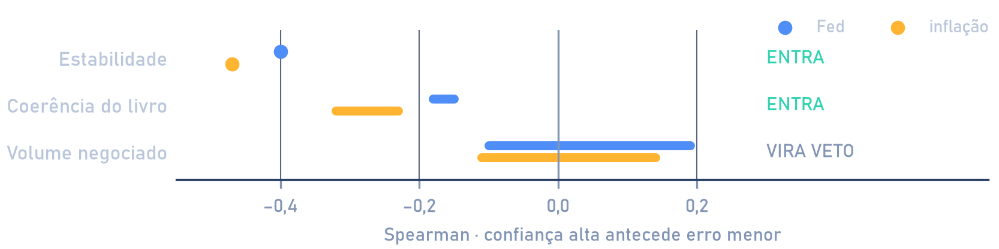 Fed
inflação
Estabilidade
ENTRA
Coerência do livro
ENTRA
Volume negociado
VIRA VETO
−0,4
−0,2
0,0
0,2
Spearman · confiança alta antecede erro menor